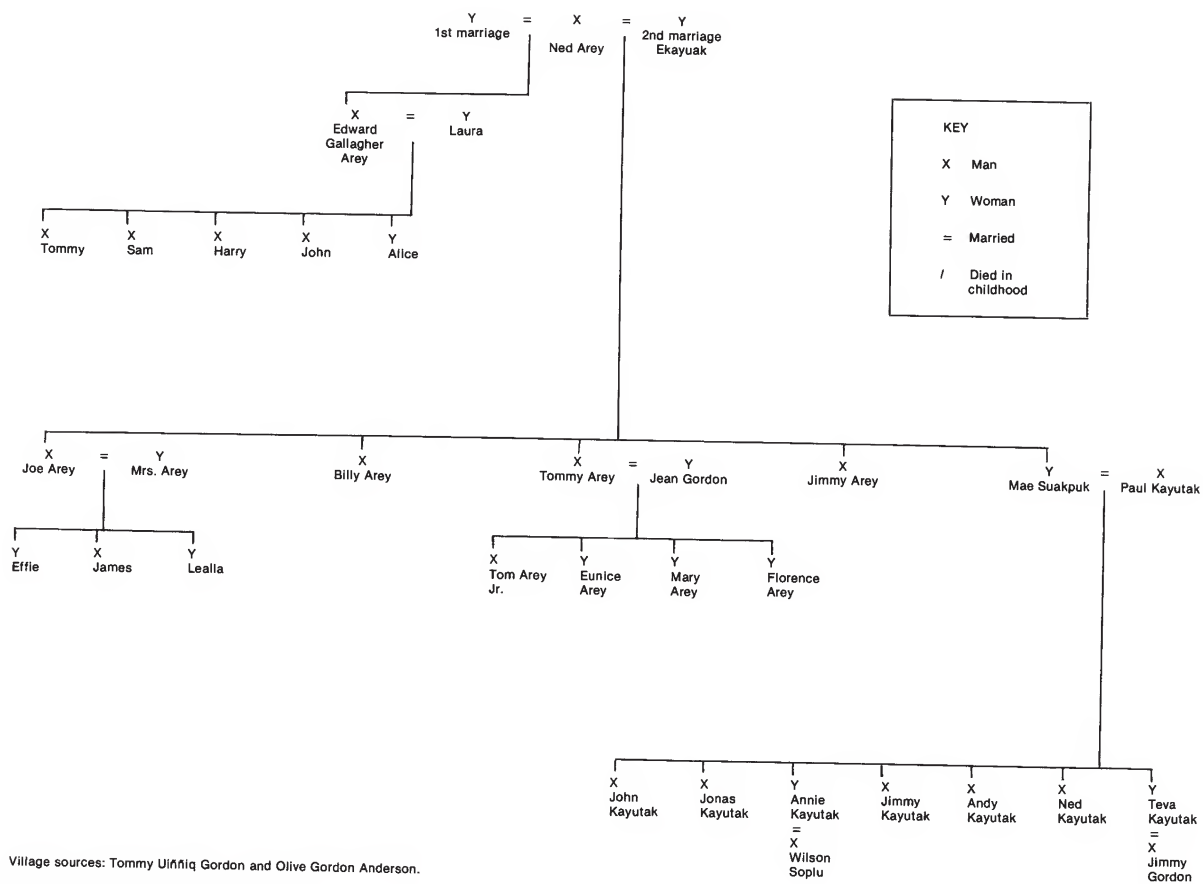 Y = X = Y
1st marriage
Ned Arey
2nd marriage
Ekayuak
X = Y
Edward
Gallagher
Arey
Laura
KEY
X Man
Y Woman
= Married
/ Died in
childhood
X X X X Y
Tommy Sam Harry John Alice
X = Y X X = Y X Y = X
Joe Arey Mrs. Arey Billy Arey Tommy Arey Jean Gordon Jimmy Arey Mae Suakpuk Paul Kayutak
Y X Y
Effie James Lealla
X Y Y Y
Tom Arey
Jr.
Eunice
Arey
Mary
Arey
Florence
Arey
X X Y X X X Y
John
Kayutak
Jonas
Kayutak
Annie
Kayutak
=
X
Wilson
Soplu
Jimmy
Kayutak
Andy
Kayutak
Ned
Kayutak
Teva
Kayutak
=
X
Jimmy
Gordon
Village sources: Tommy Uiññiq Gordon and Olive Gordon Anderson.